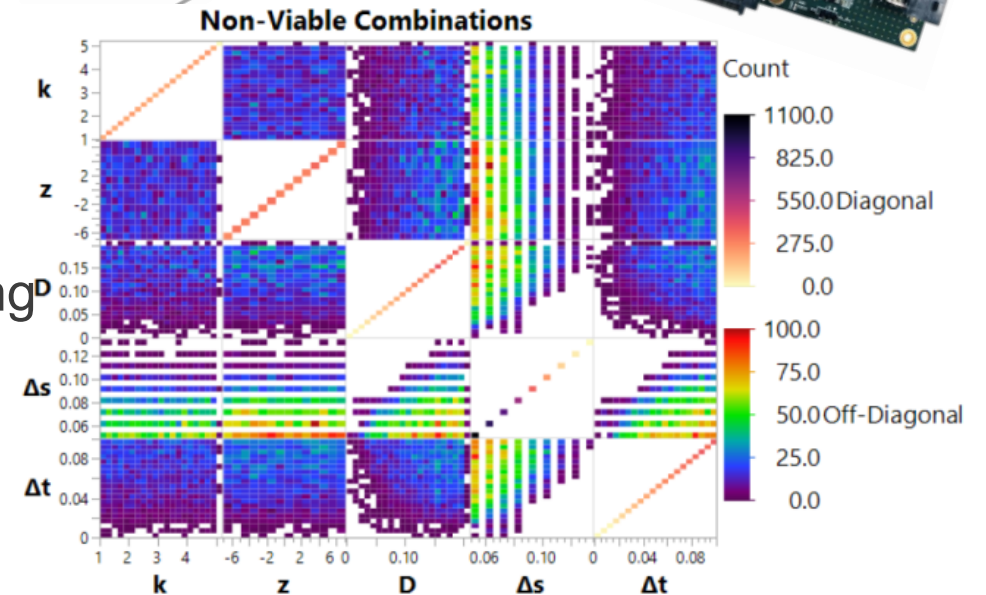 Non-Viable Combinations
5
4
3
2
1
k
2
-2
-6
z
0.15
0.10
0.05
0
ng
D
0.12
0.10
0.08
0.06
Δs
0.08
0.04
0
Δt
1 2 3 4 -6 -2 2 6 0 0.10 0.06 0.10 0 0.04 0.08
k z D Δs Δt
Count
1100.0
825.0
550.0 Diagonal
275.0
0.0
100.0
75.0
50.0 Off-Diagonal
25.0
0.0